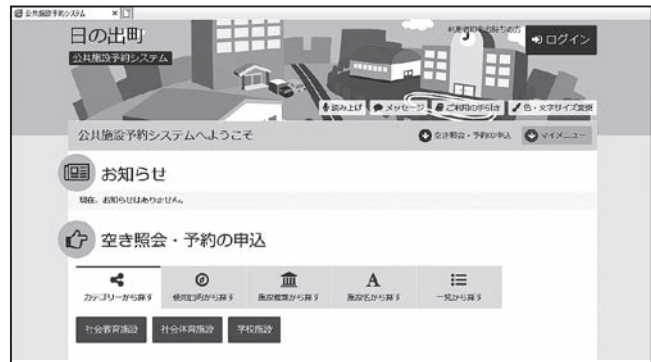 公共施設予約システム
日の出町
公共施設予約システム
利用者IDをお持ちの方
ログイン
読み上げ
メッセージ
ご利用の手引き
色・文字サイズ変更
公共施設予約システムへようこそ
空き照会・予約の申込
マイメニュー
お知らせ
現在、お知らせはありません。
空き照会・予約の申込
カテゴリーから探す
使用目的から探す
施設種類から探す
施設名から探す
一覧から探す
社会教育施設
社会体育施設
学校施設